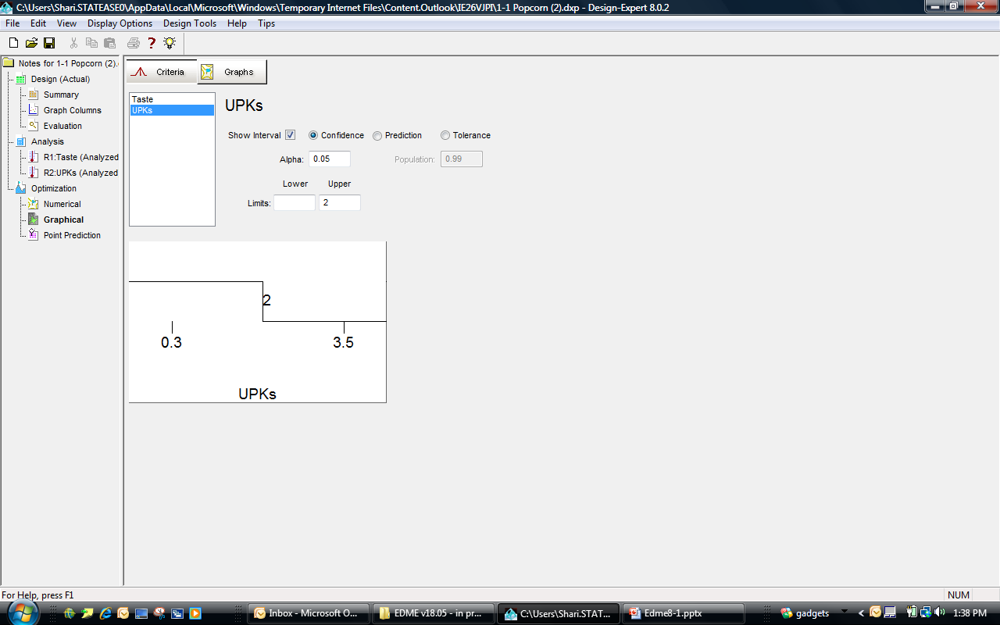 C:\Users\Shari.STATEASE0\AppData\Local\Microsoft\Windows\Temporary Internet Files\Content.Outlook\IE26VJPJ\1-1 Popcorn (2).dxp - Design-Expert 8.0.2
File Edit View Display Options Design Tools Help Tips
Notes for 1-1 Popcorn (2).
Design (Actual)
Summary
Graph Columns
Evaluation
Analysis
R1:Taste (Analyzed
R2:UPKs (Analyzed
Optimization
Numerical
Graphical
Point Prediction
Criteria Graphs
Taste
UPKs
UPKs
Show Interval Confidence Prediction Tolerance
Alpha: 0.05 Population: 0.99
Lower Upper
Limits: 2
2
0.3 3.5
UPKs
For Help, press F1
NUM
Inbox - Microsoft O... EDME v18.05 - in pr... C:\Users\Shari.STAT... Edme8-1.pptx gadgets 1:38 PM